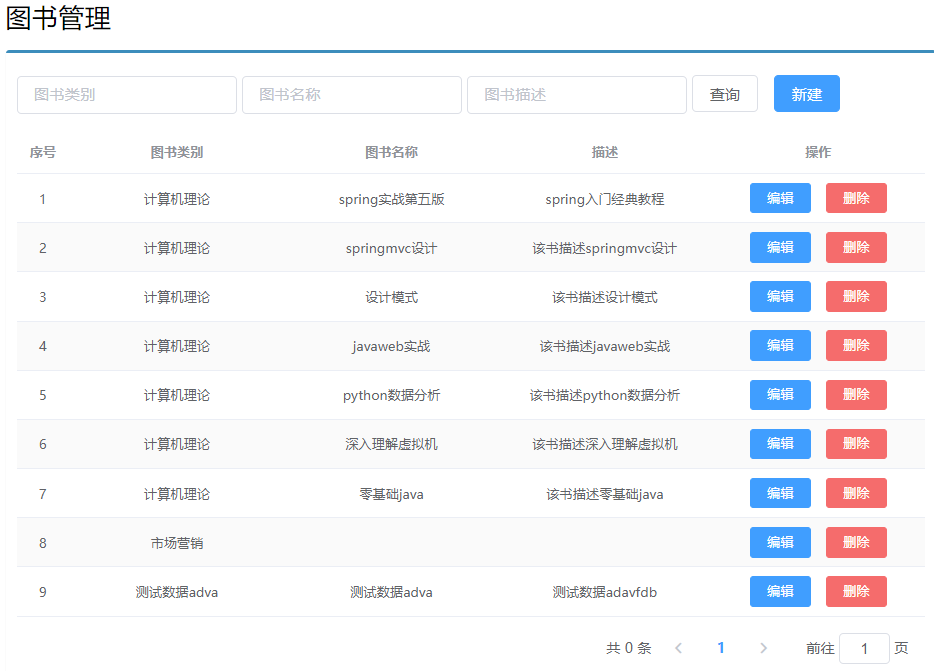 图书管理
图书类别 图书名称 图书描述 查询 新建
序号 图书类别 图书名称 描述 操作
1 计算机理论 spring实战第五版 spring入门经典教程 编辑 删除
2 计算机理论 springmvc设计 该书描述springmvc设计 编辑 删除
3 计算机理论 设计模式 该书描述设计模式 编辑 删除
4 计算机理论 javaweb实战 该书描述javaweb实战 编辑 删除
5 计算机理论 python数据分析 该书描述python数据分析 编辑 删除
6 计算机理论 深入理解虚拟机 该书描述深入理解虚拟机 编辑 删除
7 计算机理论 零基础java 该书描述零基础java 编辑 删除
8 市场营销 编辑 删除
9 测试数据adva 测试数据adva 测试数据adavfdb 编辑 删除
共 0 条 1 前往 1 页